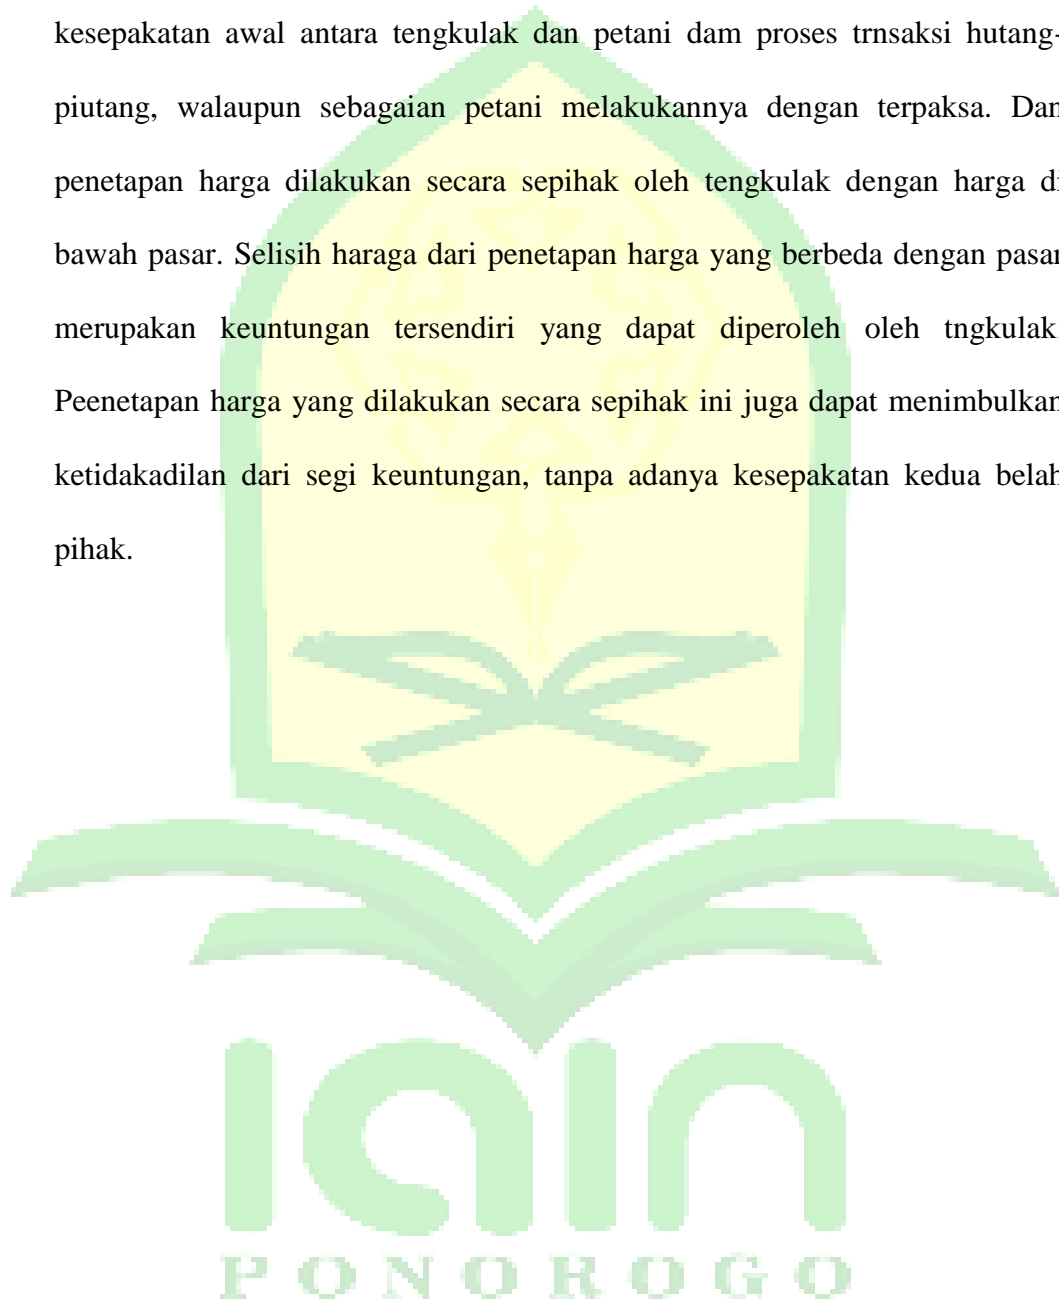 kesepakatan awal antara tengkulak dan petani dam proses trnsaksi hutang-
piutang, walaupun sebagaian petani melakukannya dengan terpaksa. Dan
penetapan harga dilakukan secara sepihak oleh tengkulak dengan harga di
bawah pasar. Selisih haraga dari penetapan harga yang berbeda dengan pasar
merupakan keuntungan tersendiri yang dapat diperoleh oleh tngkulak.
Peenetapan harga yang dilakukan secara sepihak ini juga dapat menimbulkan
ketidakadilan dari segi keuntungan, tanpa adanya kesepakatan kedua belah
pihak.
iain
PONOROGO